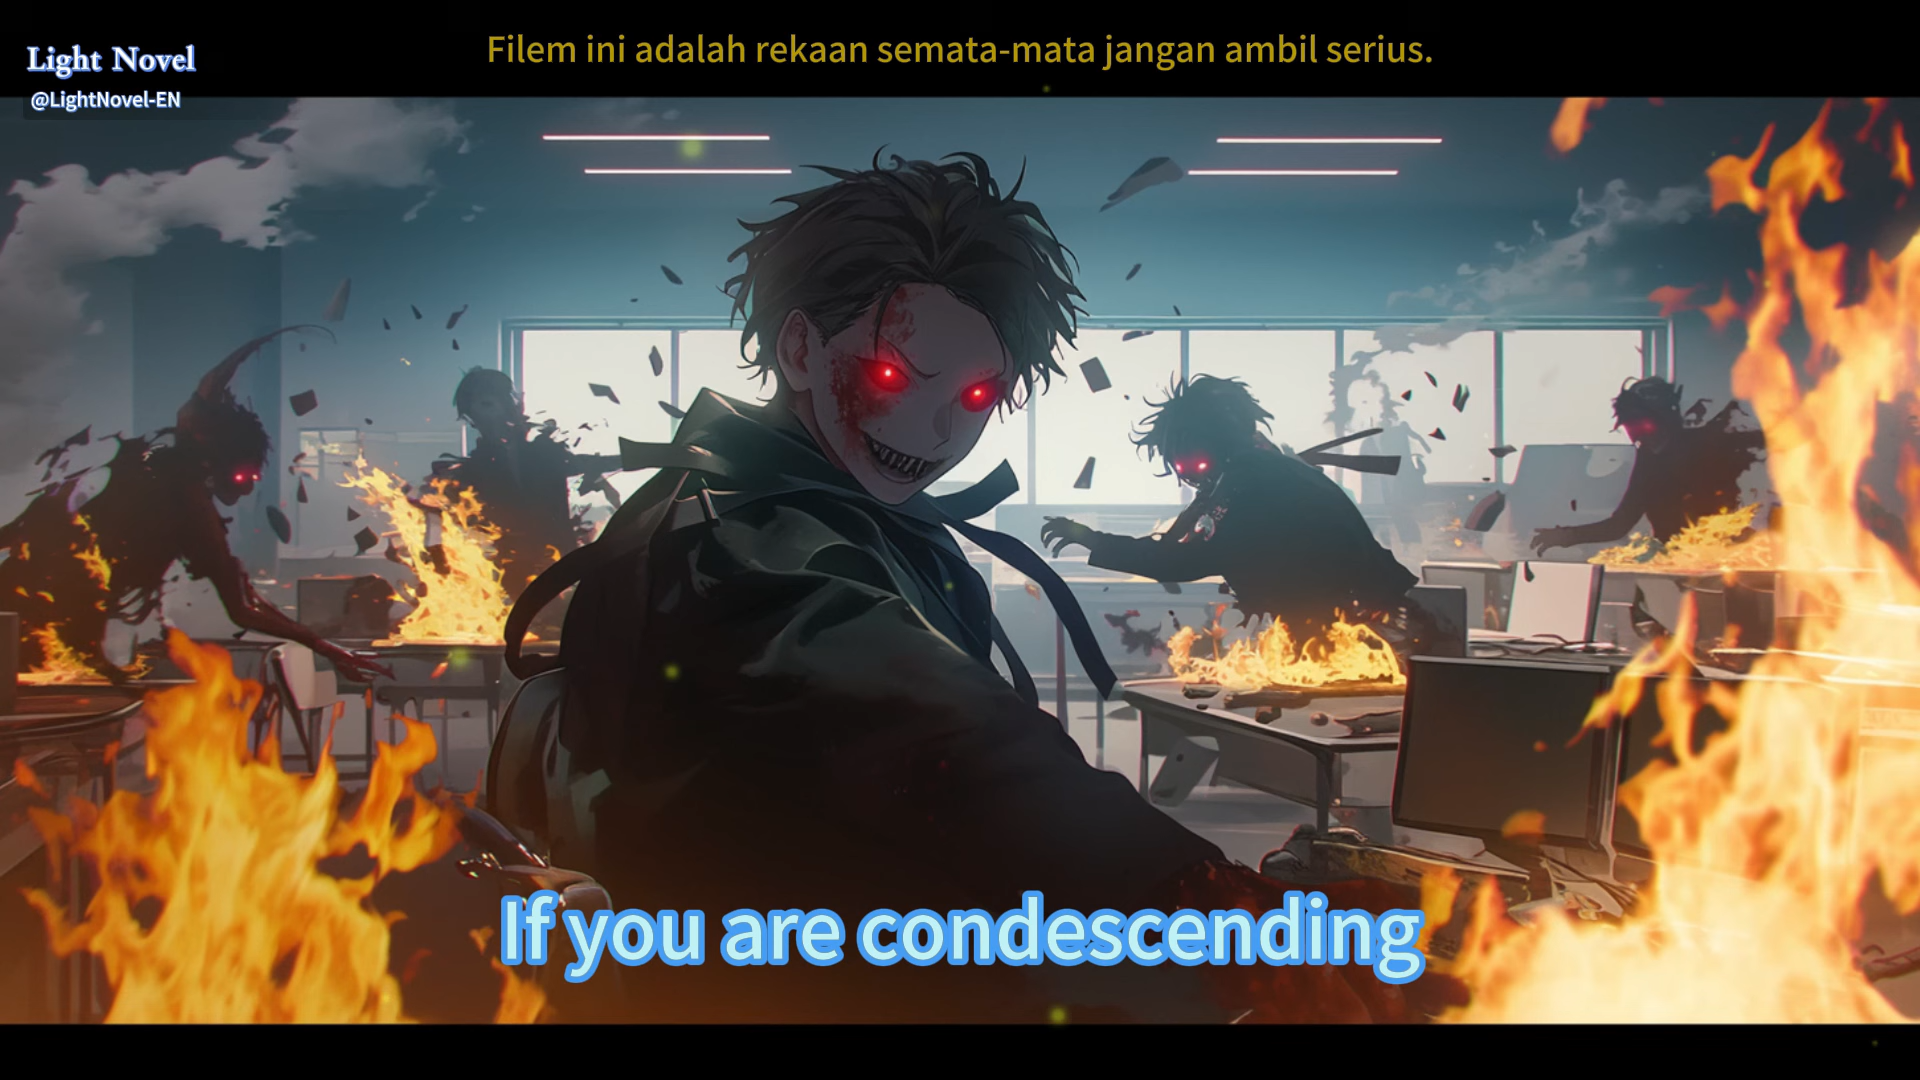 Filem ini adalah rekaan semata-mata jangan ambil serius.
Light Novel
@LightNovel-EN
If you are condescending